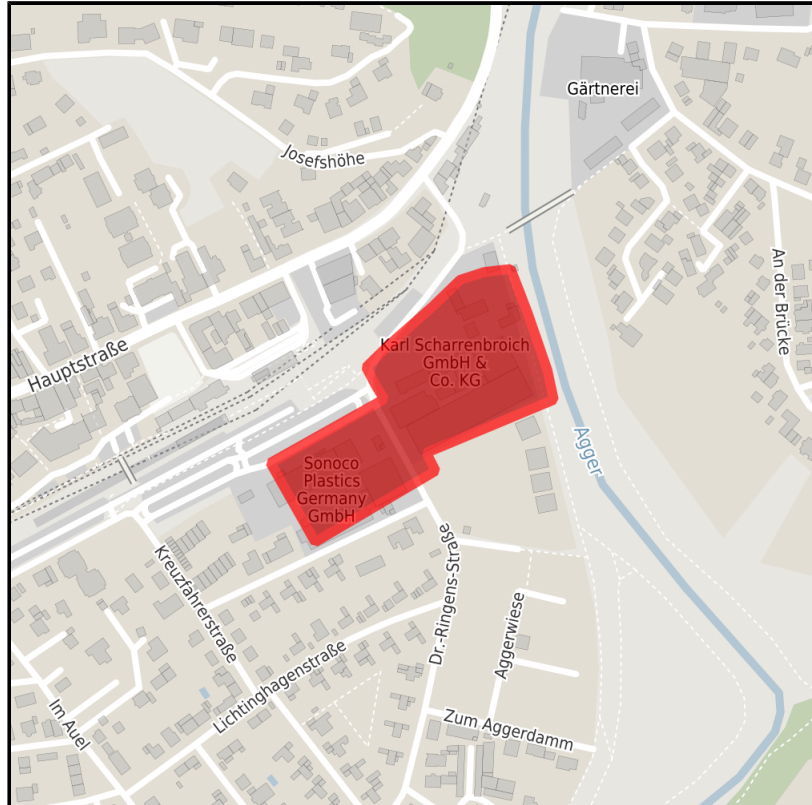 Gärtnerei
Josefshöhe
An der Brücke
Hauptstraße
Karl Scharrenbroich
GmbH &
Co. KG
Agger
Sonoco
Plastics
Germany
GmbH
Kreuzfahrerstraße
Dr.-Ringens-Straße
Aggerwiese
Lichtinghagenstraße
Im Auel
Zum Aggerdamm